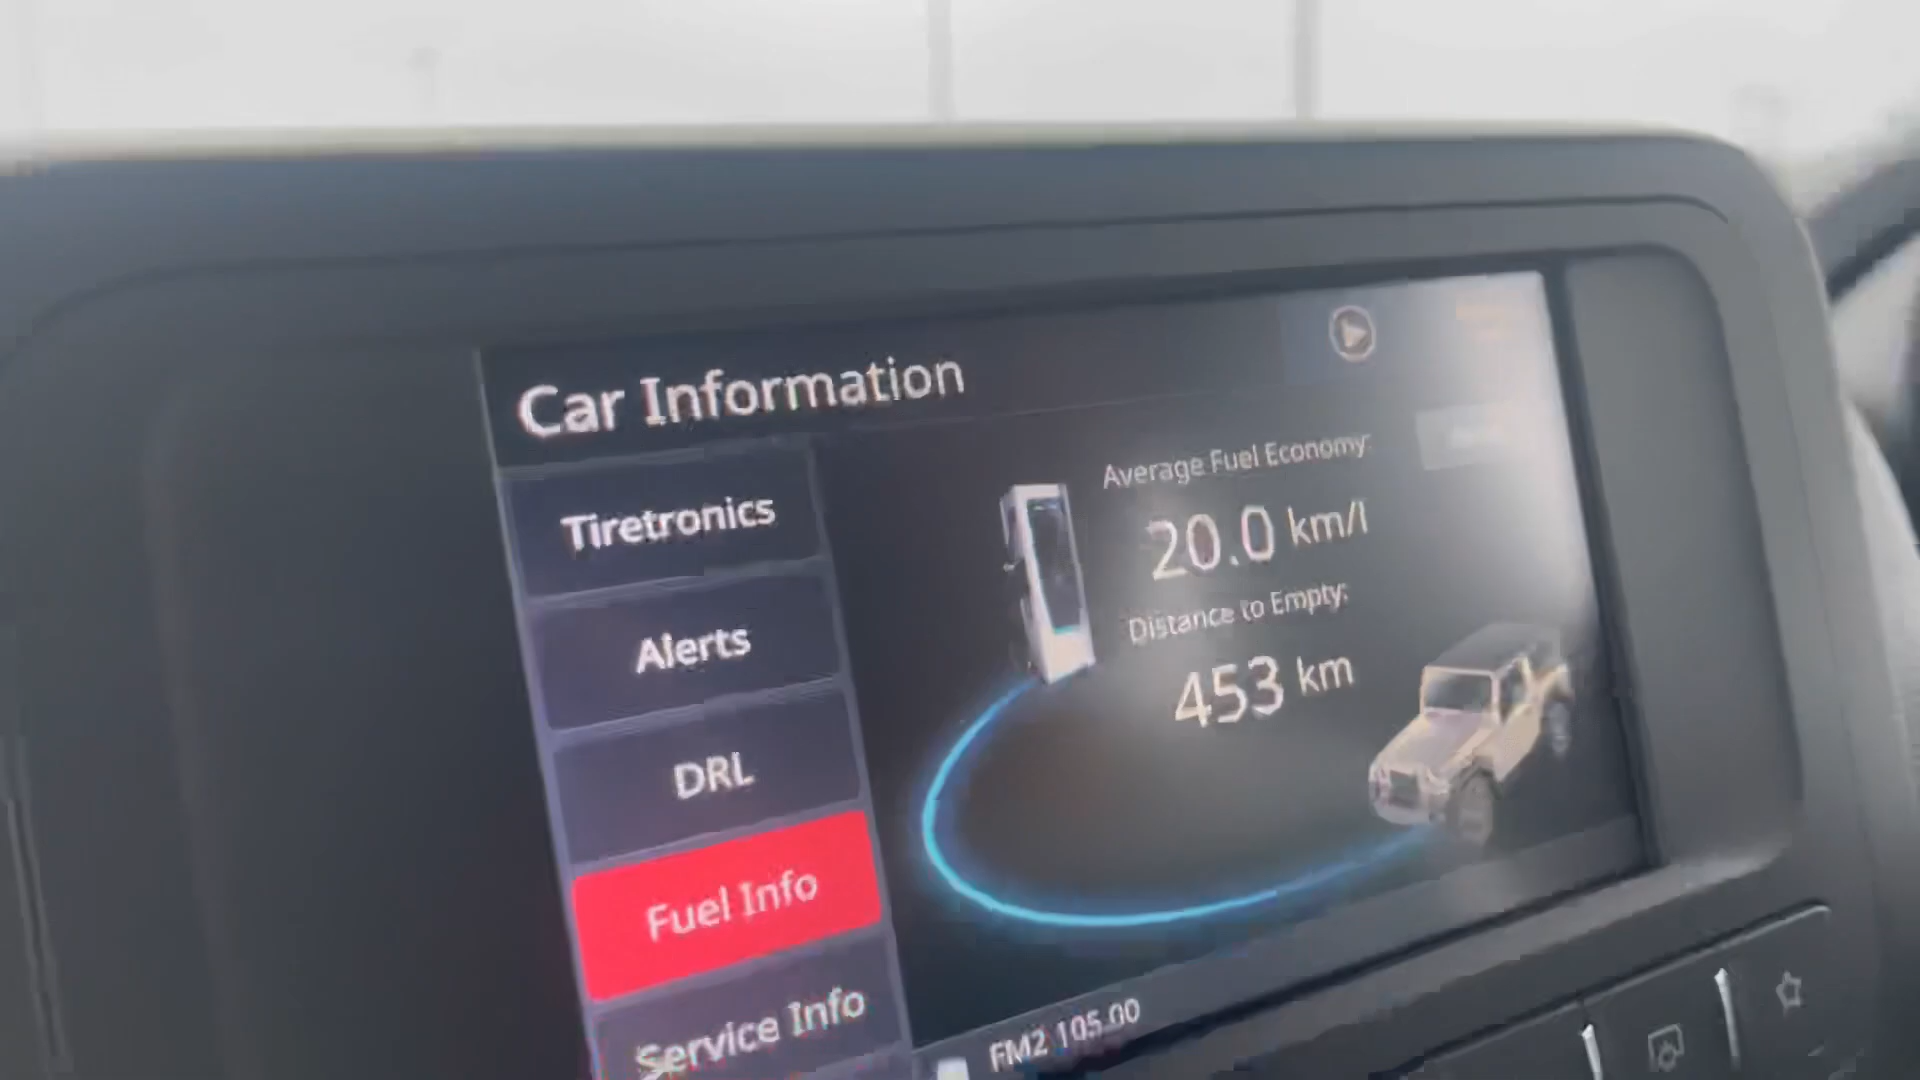 Car Information
Tiretronics
Alerts
DRL
Fuel Info
Service Info
Average Fuel Economy:
20.0 km/l
Distance to Empty:
453 km
FM2 105.00